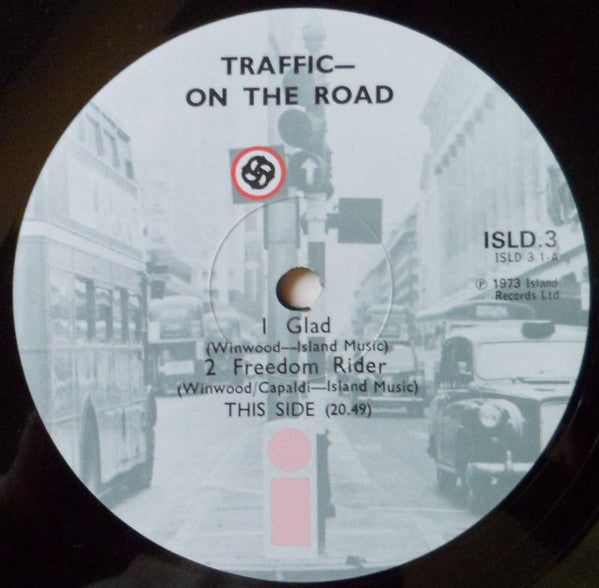 TRAFFIC—
ON THE ROAD
ISLD.3
ISLD 3.1-A
℗ 1973 Island
Records Ltd
1 Glad
(Winwood—Island Music)
2 Freedom Rider
(Winwood/Capaldi—Island Music)
THIS SIDE (20.49)
i